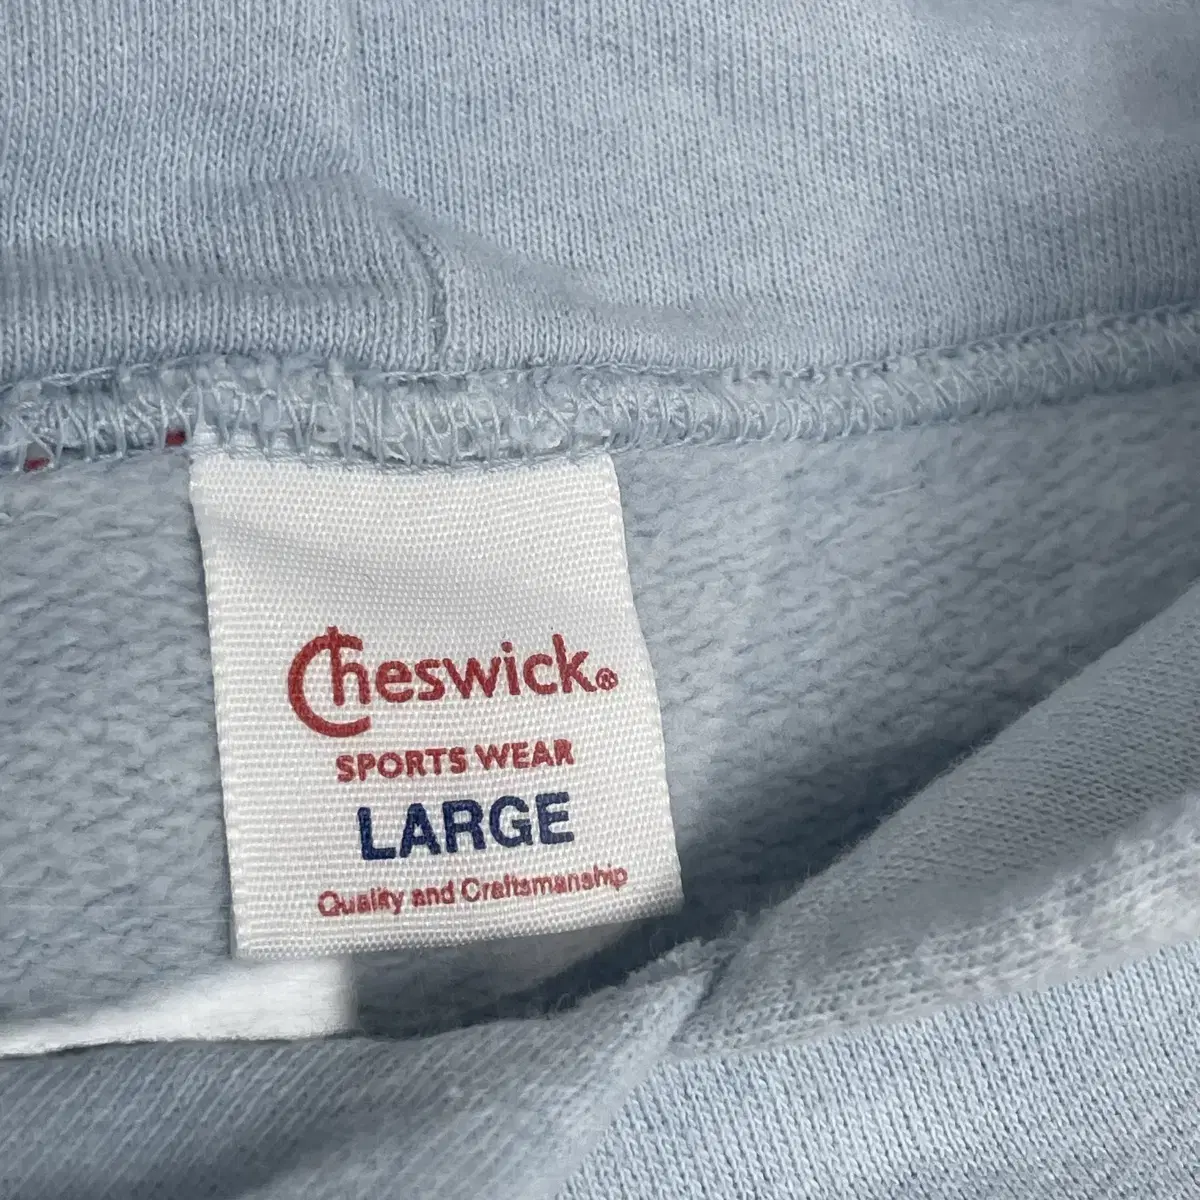 Cheswick®
SPORTS WEAR
LARGE
Quality and Craftsmanship